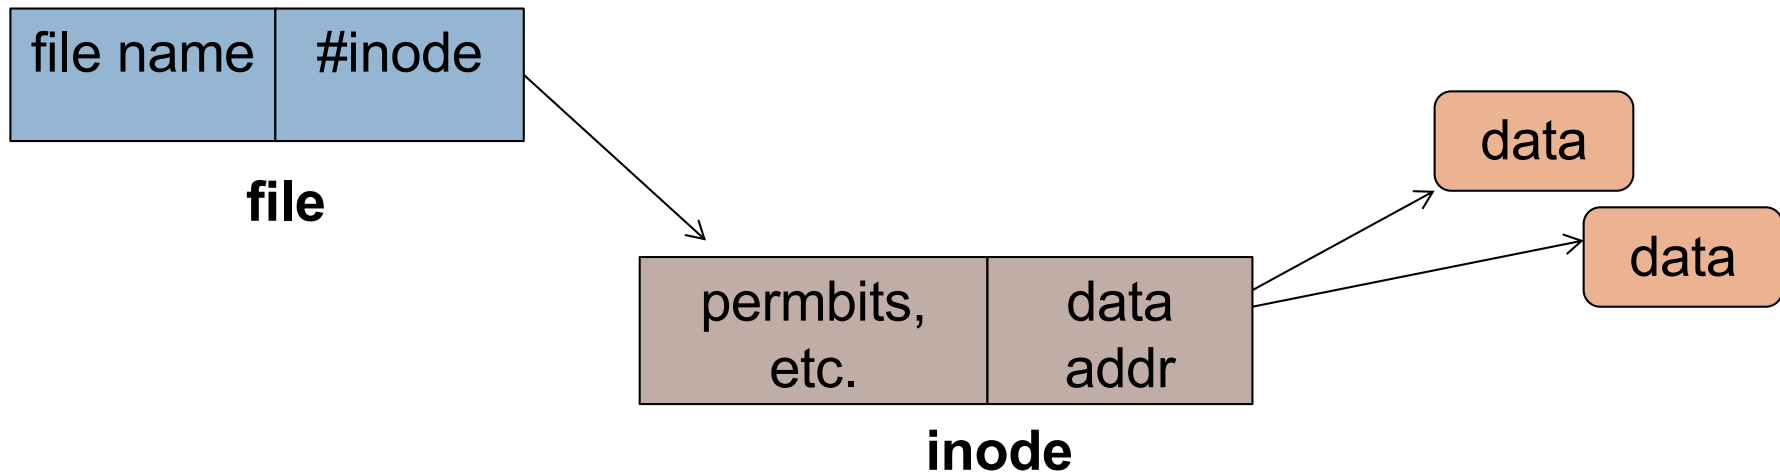 file name
#inode
file
data
data
permbits,
etc.
data
addr
inode